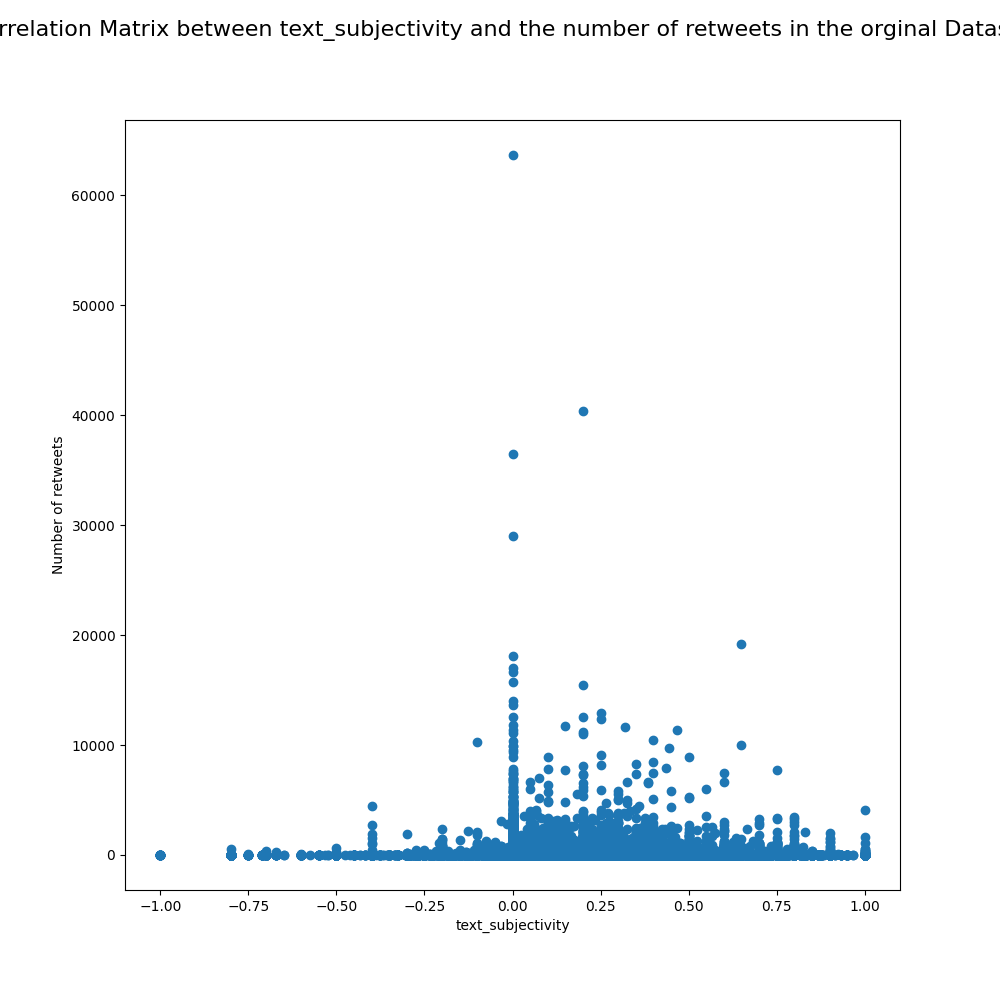 rrelation Matrix between text_subjectivity and the number of retweets in the orginal Datas
60000
50000
40000
30000
20000
10000
0
Number of retweets
−1.00 −0.75 −0.50 −0.25 0.00 0.25 0.50 0.75 1.00
text_subjectivity